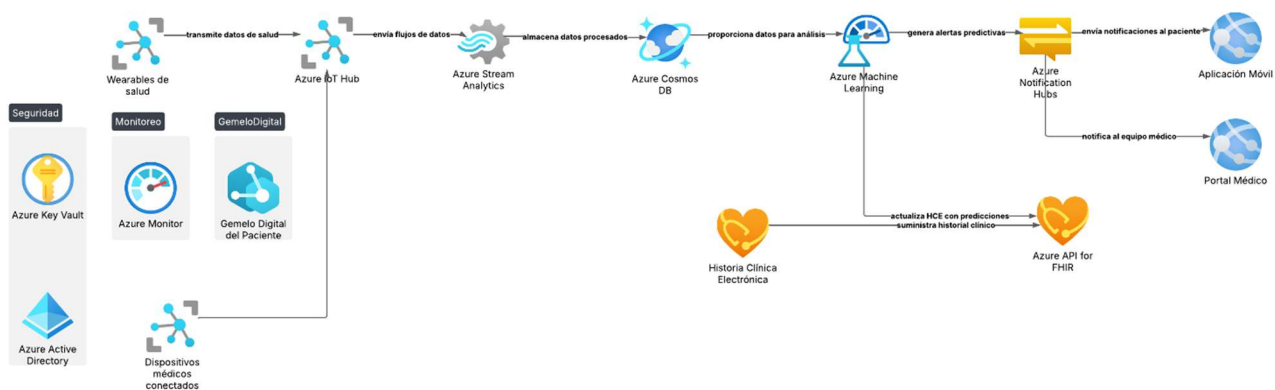 transmite datos de salud
envía flujos de datos
almacena datos procesados
proporciona datos para análisis
genera alertas predictivas
envía notificaciones al paciente
Wearables de
salud
Azure IoT Hub
Azure Stream
Analytics
Azure Cosmos
DB
Azure Machine
Learning
Azure
Notification
Hubs
Aplicación Móvil
Seguridad
Monitoreo
GemeloDigital
notifica al equipo médico
Portal Médico
Azure Key Vault
Azure Monitor
Gemelo Digital
del Paciente
actualiza HCE con predicciones
suministra historial clínico
Historia Clínica
Electrónica
Azure API for
FHIR
Azure Active
Directory
Dispositivos
médicos
conectados